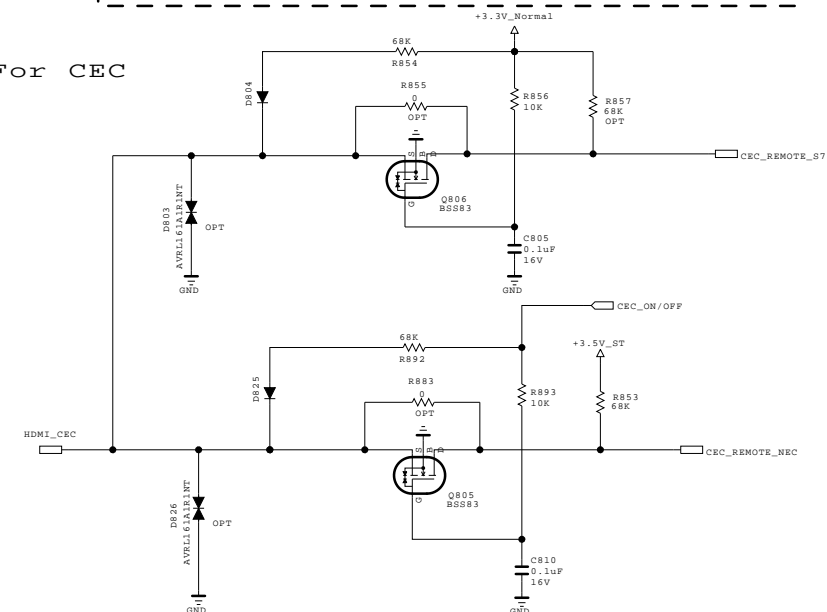 +3.3V_Normal
For CEC
68K
R854
D804
R855
0
OPT
R856
10K
R857
68K
OPT
S
B
D
CEC_REMOTE_S7
G
Q806
BSS83
D803
AVRL161A1R1NT
OPT
C805
0.1uF
16V
GND
GND
CEC_ON/OFF
68K
R892
+3.5V_ST
D825
R883
0
OPT
R893
10K
R853
68K
HDMI_CEC
S
B
D
CEC_REMOTE_NEC
G
Q805
BSS83
D826
AVRL161A1R1NT
OPT
C810
0.1uF
16V
GND
GND